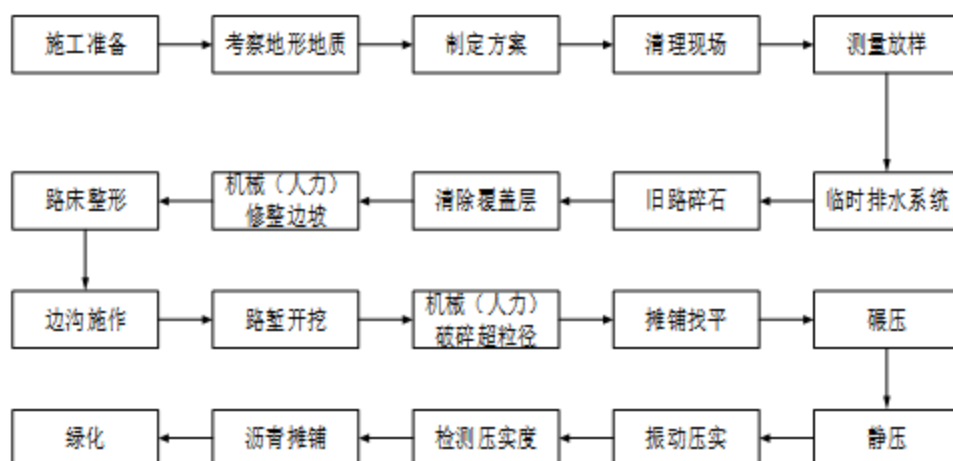 施工准备
考察地形地质
制定方案
清理现场
测量放样
路床整形
机械（人力）
修整边坡
清除覆盖层
旧路碎石
临时排水系统
边沟施作
路堑开挖
机械（人力）
破碎超粒径
摊铺找平
碾压
绿化
沥青摊铺
检测压实度
振动压实
静压